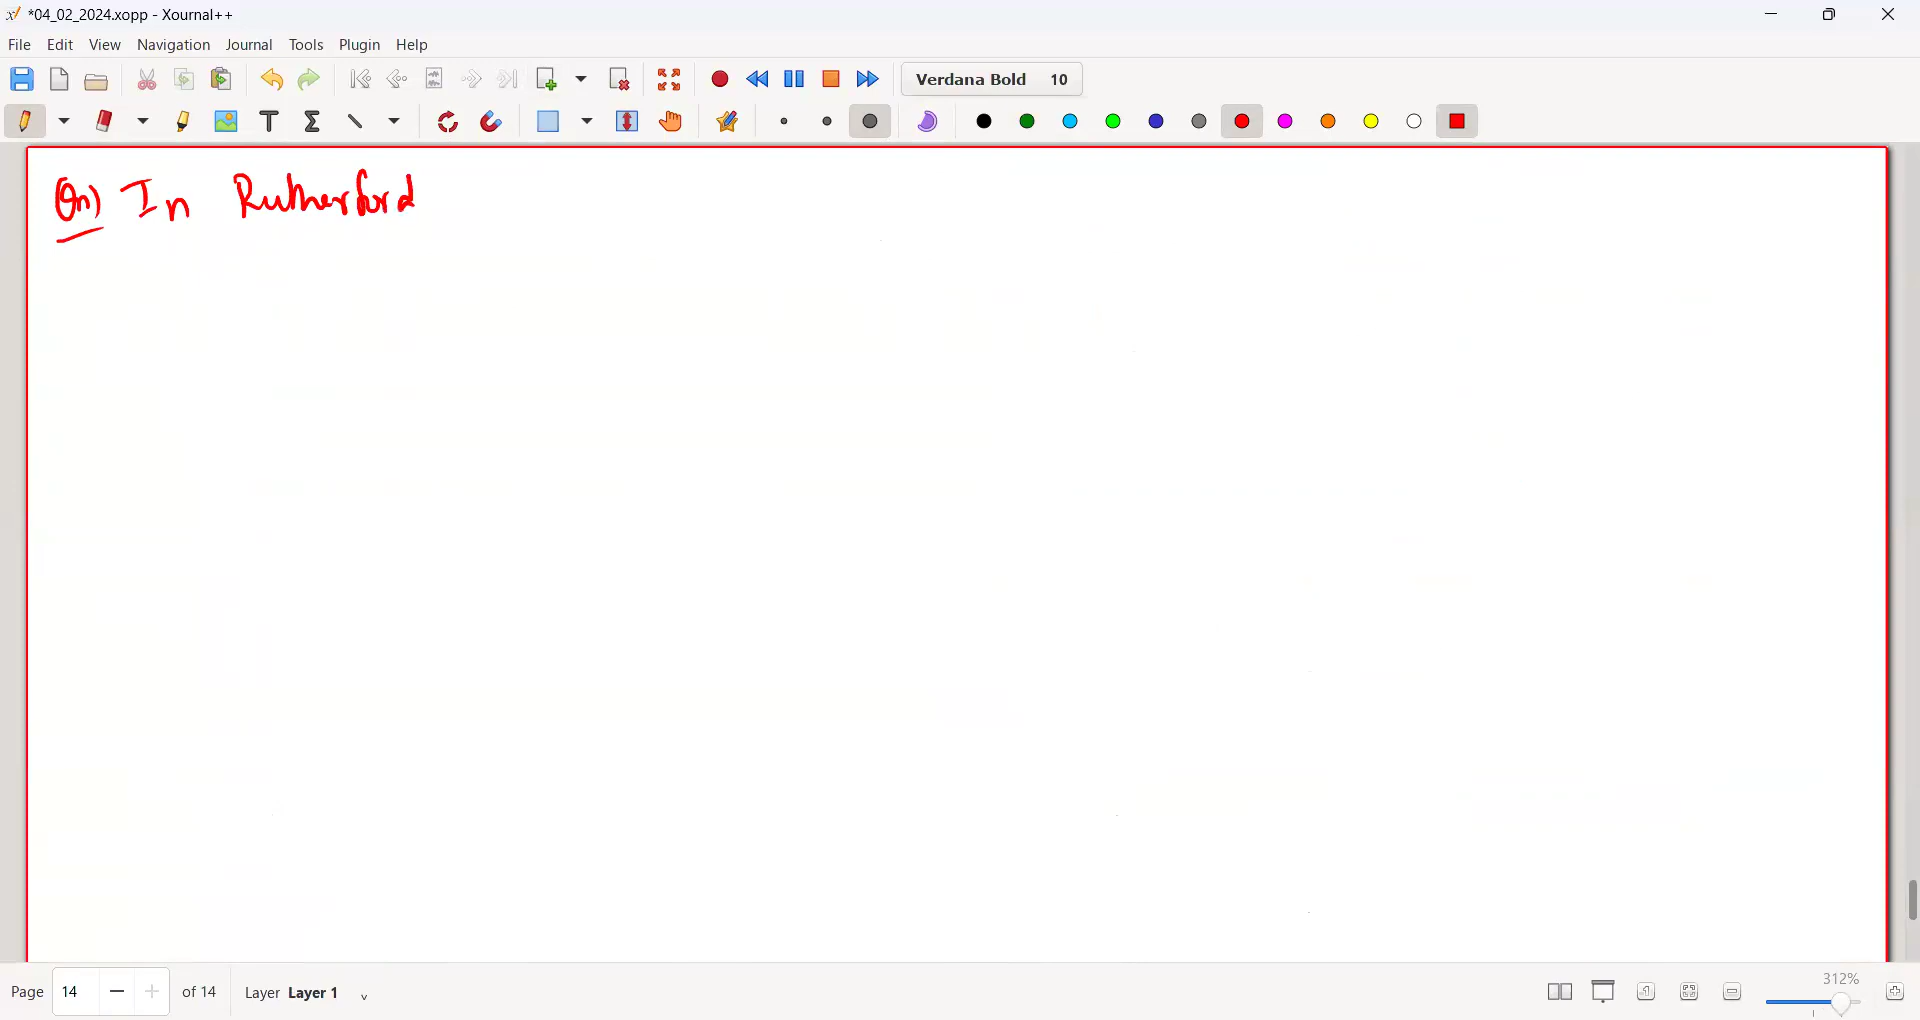 *04_02_2024.xopp - Xournal++
File Edit View Navigation Journal Tools Plugin Help
Verdana Bold 10
Qn) In Rutherford
312%
Page 14 of 14 Layer Layer 1